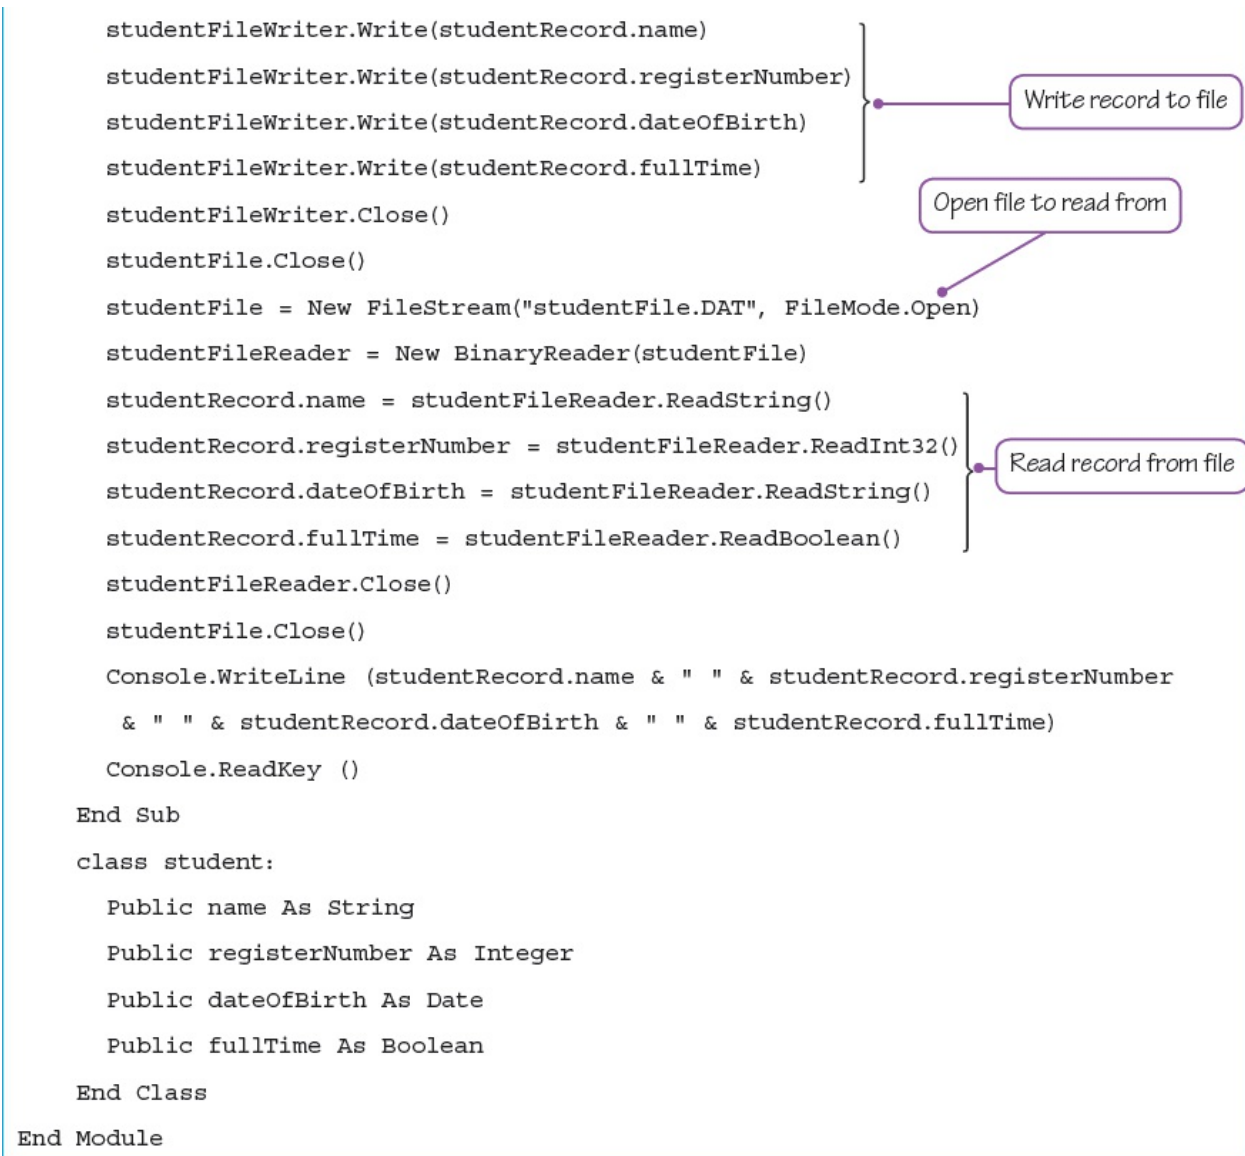 studentFileWriter.Write(studentRecord.name)
studentFileWriter.Write(studentRecord.registerNumber)
Write record to file
studentFileWriter.Write(studentRecord.dateOfBirth)
studentFileWriter.Write(studentRecord.fullTime)
Open file to read from
studentFileWriter.Close()
studentFile.Close()
studentFile = New FileStream("studentFile.DAT", FileMode.Open)
studentFileReader = New BinaryReader(studentFile)
studentRecord.name = studentFileReader.ReadString()
studentRecord.registerNumber = studentFileReader.ReadInt32()
Read record from file
studentRecord.dateOfBirth = studentFileReader.ReadString()
studentRecord.fullTime = studentFileReader.ReadBoolean()
studentFileReader.Close()
studentFile.Close()
Console.WriteLine (studentRecord.name & " " & studentRecord.registerNumber
& " " & studentRecord.dateOfBirth & " " & studentRecord.fullTime)
Console.ReadKey ()
End Sub
class student:
Public name As String
Public registerNumber As Integer
Public dateOfBirth As Date
Public fullTime As Boolean
End Class
End Module